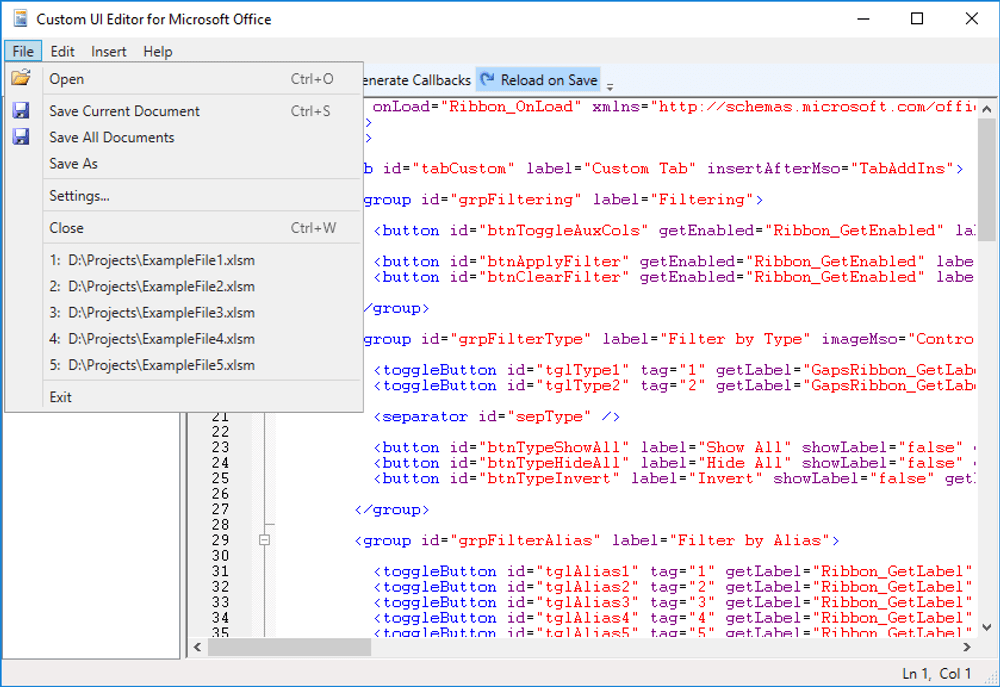 Custom UI Editor for Microsoft Office
File Edit Insert Help
Generate Callbacks Reload on Save
Open Ctrl+O
Save Current Document Ctrl+S
Save All Documents
Save As
Settings...
Close Ctrl+W
1: D:\Projects\ExampleFile1.xlsm
2: D:\Projects\ExampleFile2.xlsm
3: D:\Projects\ExampleFile3.xlsm
4: D:\Projects\ExampleFile4.xlsm
5: D:\Projects\ExampleFile5.xlsm
Exit
onLoad="Ribbon_OnLoad" xmlns="http://schemas.microsoft.com/offic
>
>
b id="tabCustom" label="Custom Tab" insertAfterMso="TabAddIns">
group id="grpFiltering" label="Filtering">
<button id="btnToggleAuxCols" getEnabled="Ribbon_GetEnabled" lal
<button id="btnApplyFilter" getEnabled="Ribbon_GetEnabled" labe
<button id="btnClearFilter" getEnabled="Ribbon_GetEnabled" labe
/group>
group id="grpFilterType" label="Filter by Type" imageMso="Contro
<toggleButton id="tglType1" tag="1" getLabel="GapsRibbon_GetLabe
<toggleButton id="tglType2" tag="2" getLabel="GapsRibbon_GetLabe
21 <separator id="sepType" />
22
23 <button id="btnTypeShowAll" label="Show All" showLabel="false"
24 <button id="btnTypeHideAll" label="Hide All" showLabel="false"
25 <button id="btnTypeInvert" label="Invert" showLabel="false" getl
26
27 </group>
28
29 <group id="grpFilterAlias" label="Filter by Alias">
30
31 <toggleButton id="tglAlias1" tag="1" getLabel="Ribbon_GetLabel"
32 <toggleButton id="tglAlias2" tag="2" getLabel="Ribbon_GetLabel"
33 <toggleButton id="tglAlias3" tag="3" getLabel="Ribbon_GetLabel"
34 <toggleButton id="tglAlias4" tag="4" getLabel="Ribbon_GetLabel"
35 <toggleButton id="tglAlias5" tag="5" getLabel="Ribbon_GetLabel"
Ln 1, Col 1